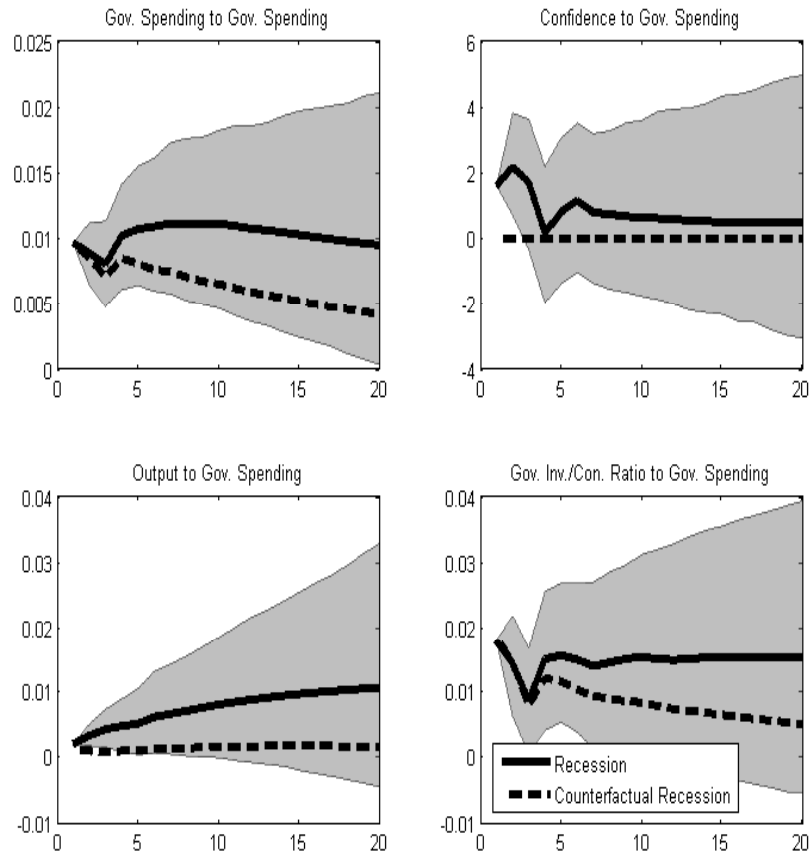 Gov. Spending to Gov. Spending
0.025
0.02
0.015
0.01
0.005
0
0 5 10 15 20
Confidence to Gov. Spending
6
4
2
0
-2
-4
0 5 10 15 20
Output to Gov. Spending
0.04
0.03
0.02
0.01
0
-0.01
0 5 10 15 20
Gov. Inv./Con. Ratio to Gov. Spending
0.04
0.03
0.02
0.01
0
-0.01
0 5 10 15 20
Recession
Counterfactual Recession